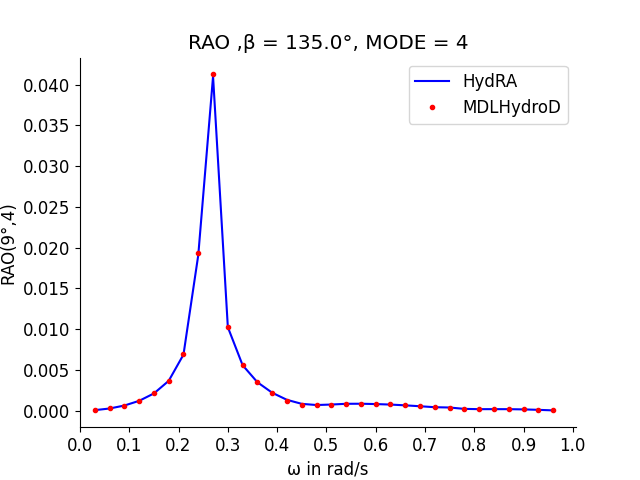 RAO ,β = 135.0°, MODE = 4
HydRA
MDLHydroD
RAO(9°,4)
0.040
0.035
0.030
0.025
0.020
0.015
0.010
0.005
0.000
0.0 0.1 0.2 0.3 0.4 0.5 0.6 0.7 0.8 0.9 1.0
ω in rad/s